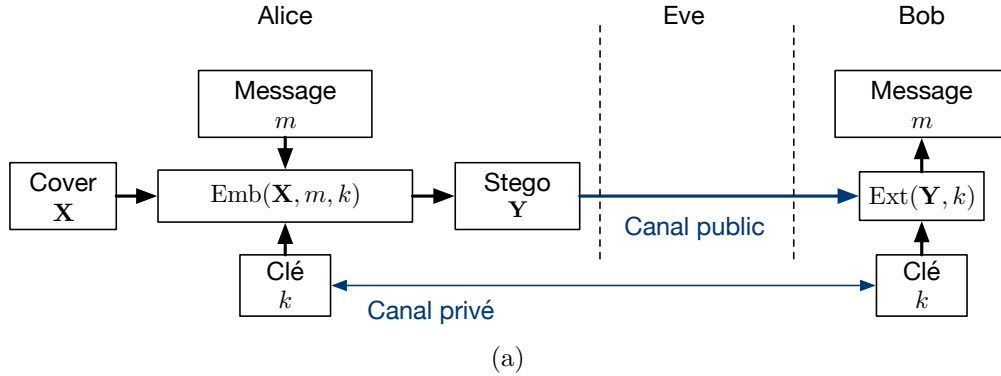 Alice
Eve
Bob
Message
m
Message
m
Cover
X
Emb(X, m, k)
Stego
Y
Ext(Y, k)
Canal public
Clé
k
Clé
k
Canal privé
(a)